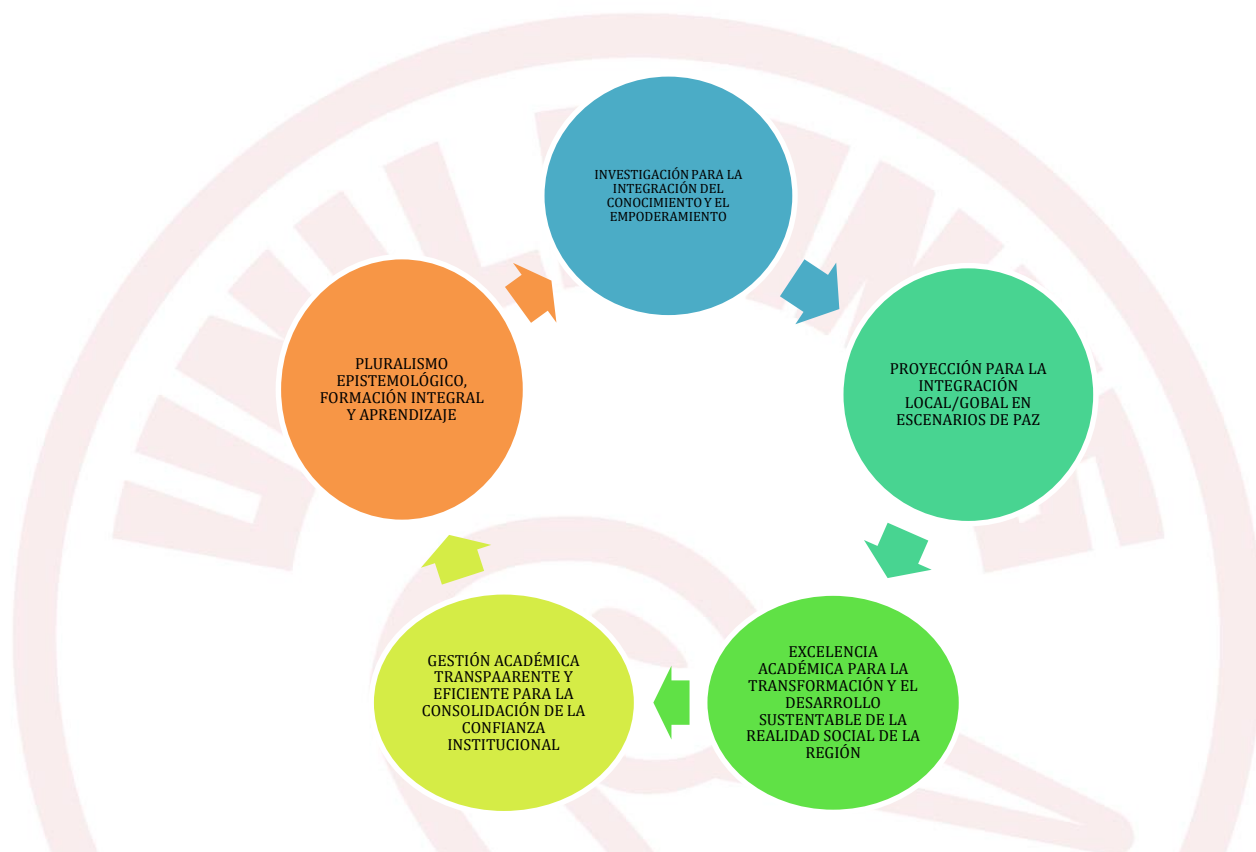 INVESTIGACIÓN PARA LA
INTEGRACIÓN DEL
CONOCIMIENTO Y EL
EMPODERAMIENTO
PROYECCIÓN PARA LA
INTEGRACIÓN
LOCAL/GOBAL EN
ESCENARIOS DE PAZ
EXCELENCIA
ACADÉMICA PARA LA
TRANSFORMACIÓN Y EL
DESARROLLO
SUSTENTABLE DE LA
REALIDAD SOCIAL DE LA
REGIÓN
GESTIÓN ACADÉMICA
TRANSPAARENTE Y
EFICIENTE PARA LA
CONSOLIDACIÓN DE LA
CONFIANZA
INSTITUCIONAL
PLURALISMO
EPISTEMOLÓGICO,
FORMACIÓN INTEGRAL
Y APRENDIZAJE